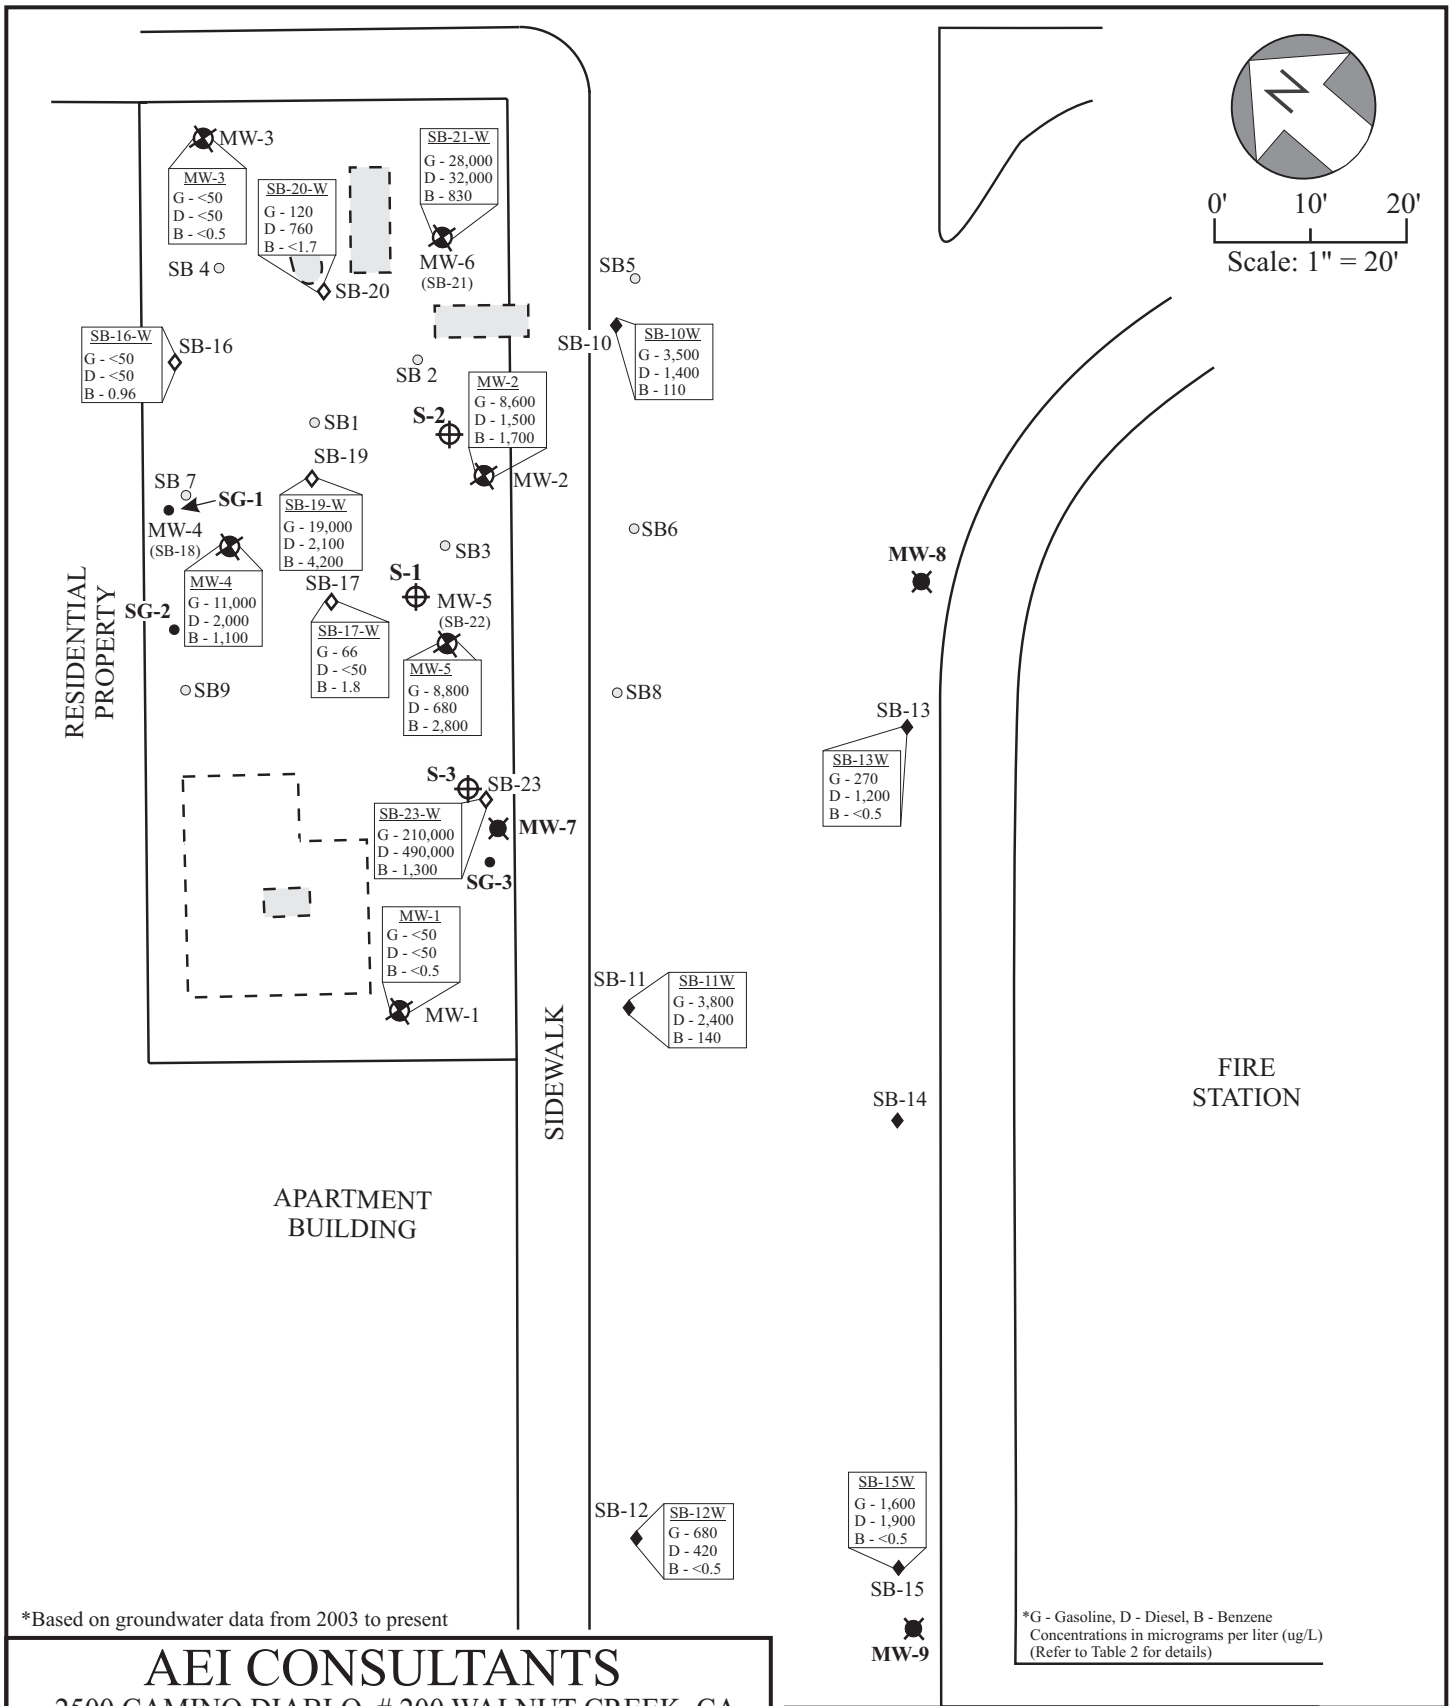 MW-3
MW-3
G - <50
D - <50
B - <0.5
SB-20-W
G - 120
D - 760
B - <1.7
SB-21-W
G - 28,000
D - 32,000
B - 830
N
0' 10' 20'
Scale: 1" = 20'
SB 4
SB-20
MW-6
(SB-21)
SB5
SB-16-W
G - <50
D - <50
B - 0.96
SB-16
SB-10
SB-10W
G - 3,500
D - 1,400
B - 110
SB 2
MW-2
G - 8,600
D - 1,500
B - 1,700
S-2
SB1
SB-19
MW-2
SB 7
SG-1
SB-19-W
G - 19,000
D - 2,100
B - 4,200
MW-4
(SB-18)
SB6
SB3
MW-8
MW-4
G - 11,000
D - 2,000
B - 1,100
SB-17
S-1
MW-5
(SB-22)
SG-2
SB-17-W
G - 66
D - <50
B - 1.8
MW-5
G - 8,800
D - 680
B - 2,800
RESIDENTIAL
PROPERTY
SB9
SB8
SB-13
SB-13W
G - 270
D - 1,200
B - <0.5
S-3
SB-23
SB-23-W
G - 210,000
D - 490,000
B - 1,300
MW-7
SG-3
MW-1
G - <50
D - <50
B - <0.5
MW-1
SB-11
SB-11W
G - 3,800
D - 2,400
B - 140
SIDEWALK
FIRE
STATION
SB-14
APARTMENT
BUILDING
SB-12
SB-12W
G - 680
D - 420
B - <0.5
SB-15W
G - 1,600
D - 1,900
B - <0.5
SB-15
MW-9
*Based on groundwater data from 2003 to present
*G - Gasoline, D - Diesel, B - Benzene
Concentrations in micrograms per liter (ug/L)
(Refer to Table 2 for details)
AEI CONSULTANTS
2500 CAMINO DIABLO, # 200 WALNUT CREEK, CA